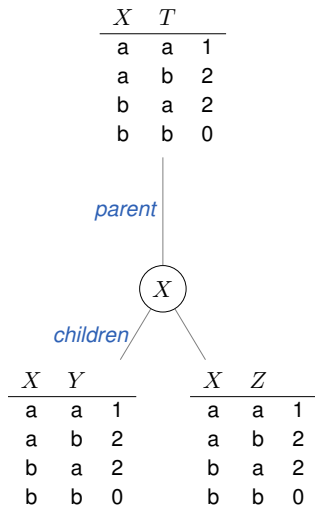 X T
a a 1
a b 2
b a 2
b b 0
parent
X
children
X Y
a a 1
a b 2
b a 2
b b 0
X Z
a a 1
a b 2
b a 2
b b 0